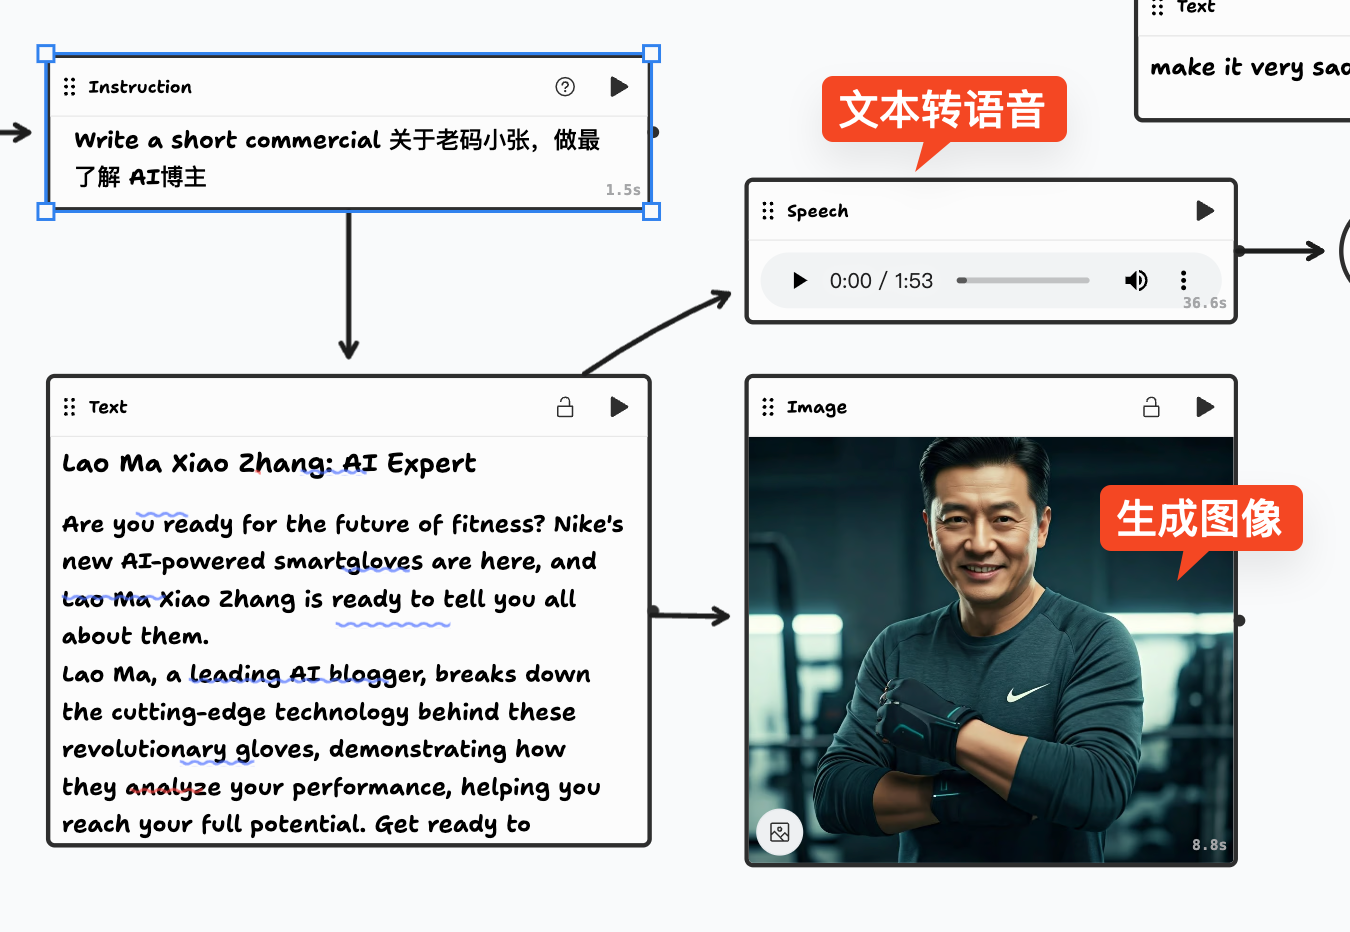 Text
make it very sad
文本转语音
Instruction
Write a short commercial 关于老码小张，做最
了解 AI博主
1.5s
Speech
0:00 / 1:53
36.6s
Text
Lao Ma Xiao Zhang: AI Expert
Are you ready for the future of fitness? Nike's
new AI-powered smartgloves are here, and
Lao Ma Xiao Zhang is ready to tell you all
about them.
Lao Ma, a leading AI blogger, breaks down
the cutting-edge technology behind these
revolutionary gloves, demonstrating how
they analyze your performance, helping you
reach your full potential. Get ready to
Image
生成图像
8.8s